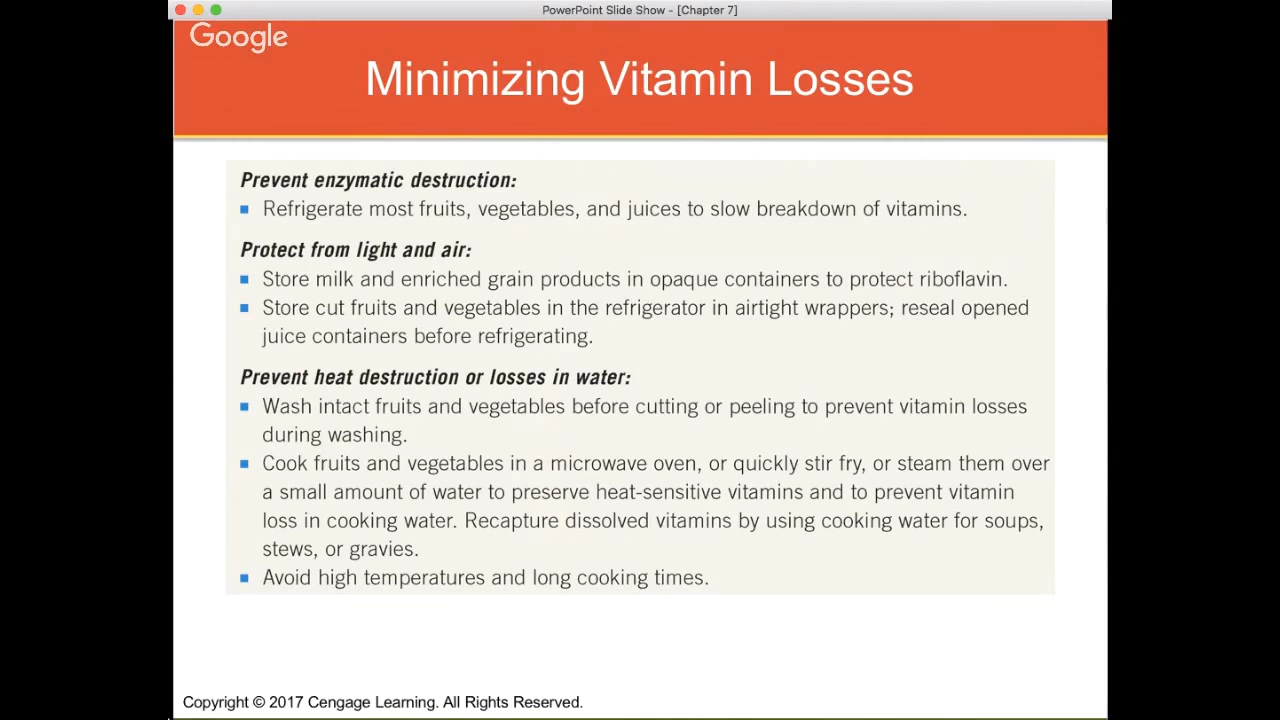 PowerPoint Slide Show - [Chapter 7]
Google
Minimizing Vitamin Losses
Prevent enzymatic destruction:
Refrigerate most fruits, vegetables, and juices to slow breakdown of vitamins.
Protect from light and air:
Store milk and enriched grain products in opaque containers to protect riboflavin.
Store cut fruits and vegetables in the refrigerator in airtight wrappers; reseal opened
juice containers before refrigerating.
Prevent heat destruction or losses in water:
Wash intact fruits and vegetables before cutting or peeling to prevent vitamin losses
during washing.
Cook fruits and vegetables in a microwave oven, or quickly stir fry, or steam them over
a small amount of water to preserve heat-sensitive vitamins and to prevent vitamin
loss in cooking water. Recapture dissolved vitamins by using cooking water for soups,
stews, or gravies.
Avoid high temperatures and long cooking times.
Copyright © 2017 Cengage Learning. All Rights Reserved.